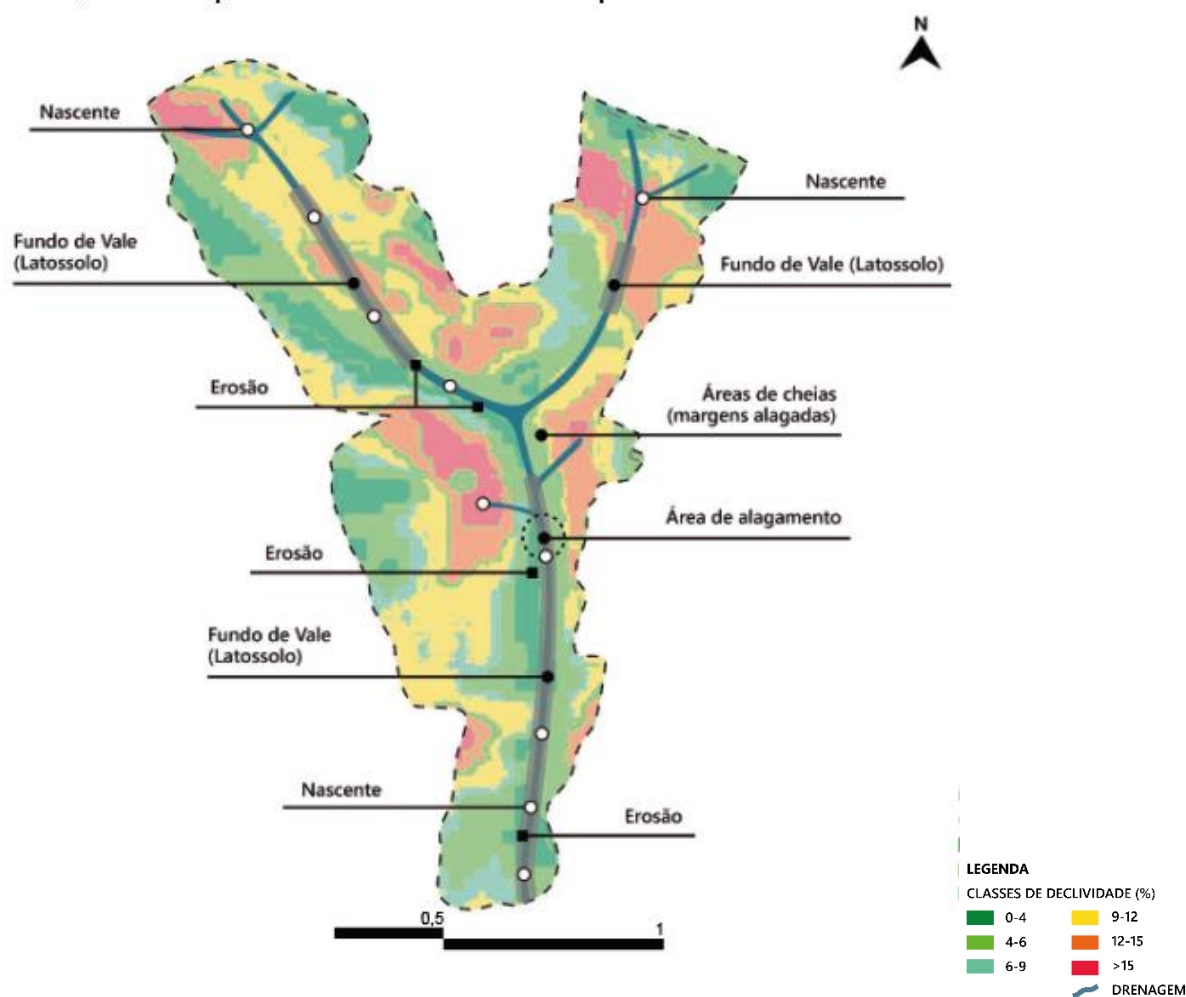 N
Nascente
Nascente
Fundo de Vale
(Latossolo)
Fundo de Vale (Latossolo)
Erosão
Áreas de cheias
(margens alagadas)
Área de alagamento
Erosão
Fundo de Vale
(Latossolo)
Nascente
Erosão
0,5
1
LEGENDA
CLASSES DE DECLIVIDADE (%)
0-4
9-12
4-6
12-15
6-9
>15
DRENAGEM